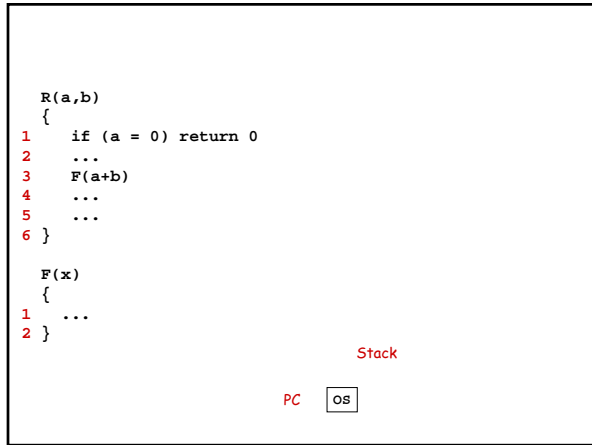 R(a,b)
{
1 if (a = 0) return 0
2 ...
3 F(a+b)
4 ...
5 ...
6 }
F(x)
{
1 ...
2 }
Stack
PC os